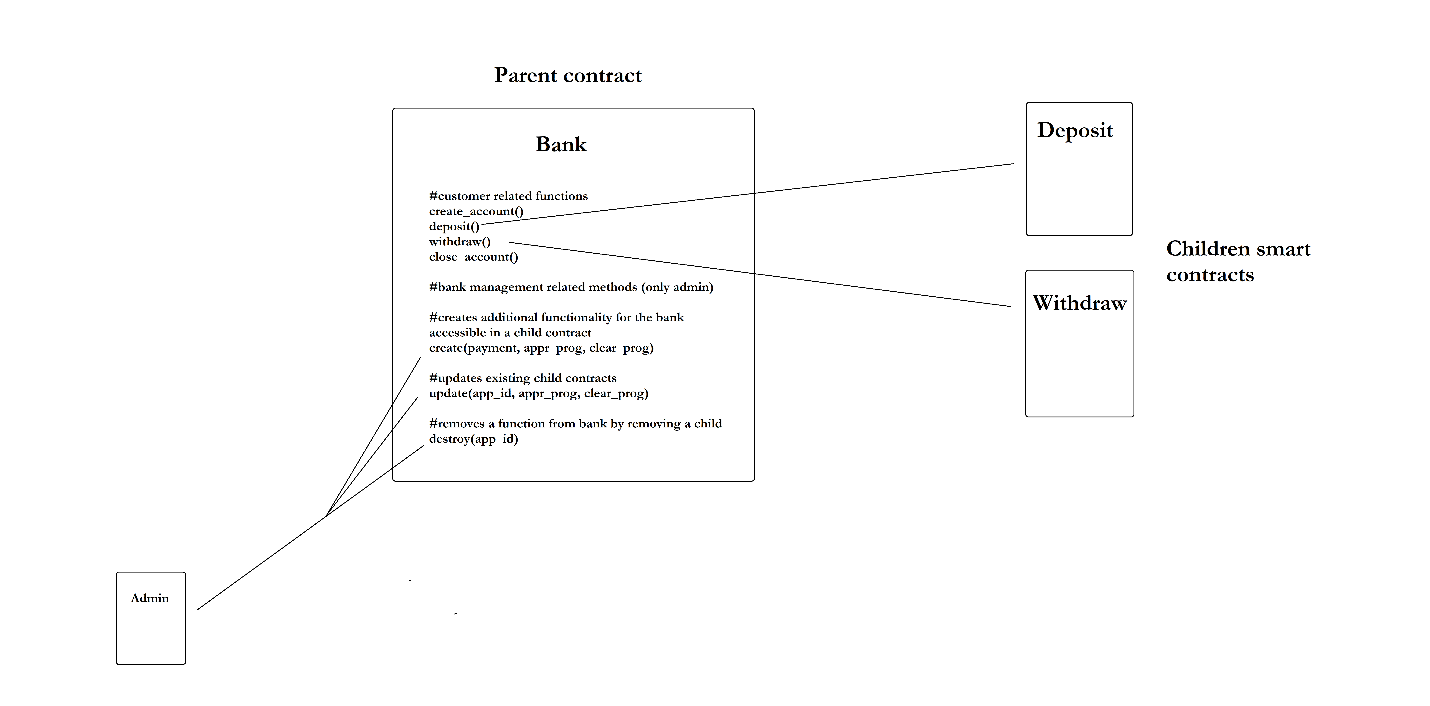 Parent contract
Bank
#customer related functions
create_account()
deposit()
withdraw()
close_account()
#bank management related methods (only admin)
#creates additional functionality for the bank
accessible in a child contract
create(payment, appr_prog, clear_prog)
#updates existing child contracts
update(app_id, appr_prog, clear_prog)
#removes a function from bank by removing a child
destroy(app_id)
Deposit
Children smart
contracts
Withdraw
Admin